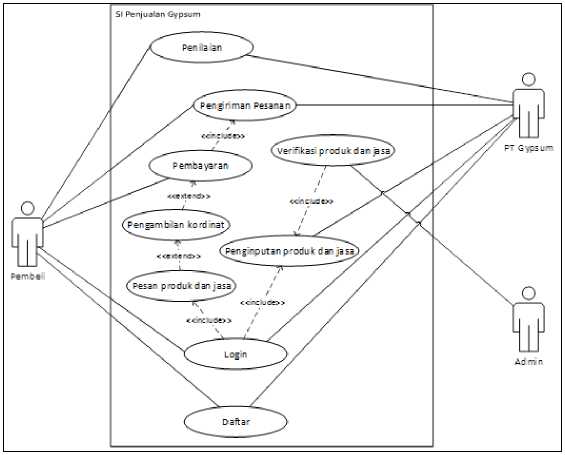 SI Penjualan Gypsum
Penilaian
Pengiriman Pesanan
PT Gypsum
<<include>>
Verifikasi produk dan jasa
Pembayaran
<<extend>>
<<include>>
Pengambilan kordinat
Penginputan produk dan jasa
Pembeli
<<extend>>
Pesan produk dan jasa
<<include>>
<<include>>
Login
Admin
Daftar